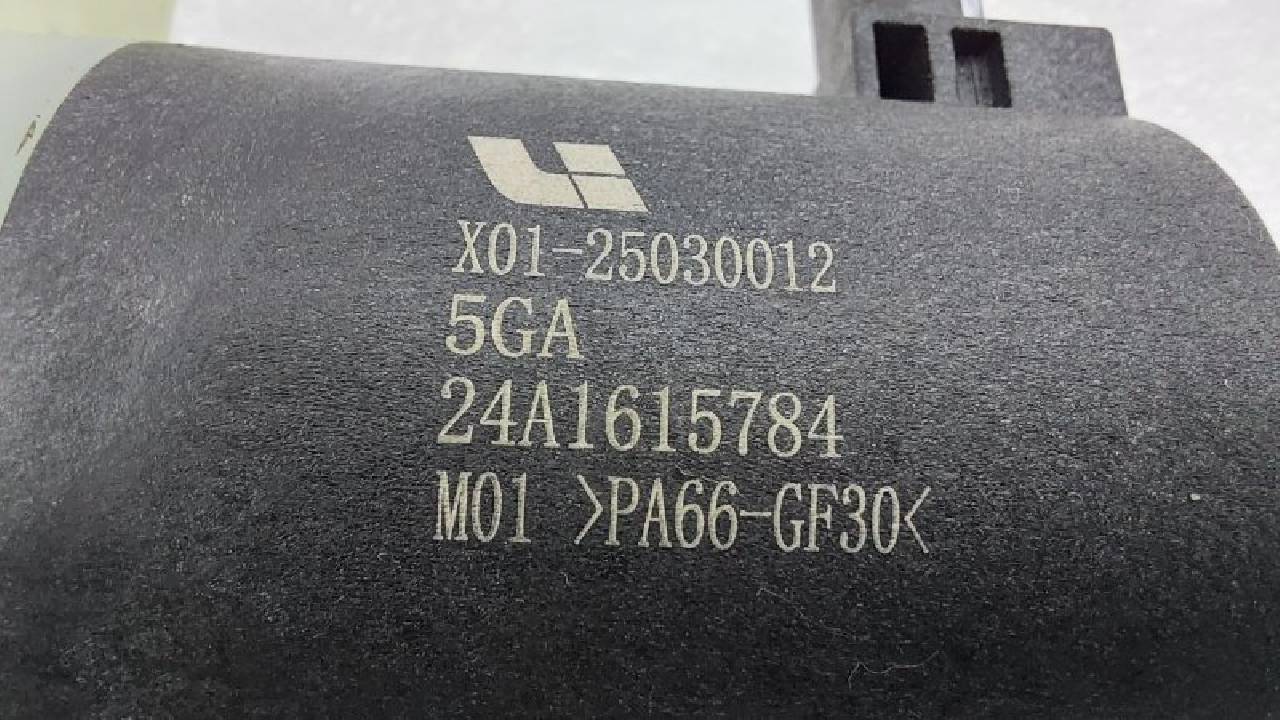 X01-25030012
5GA
24A1615784
M01 >PA66-GF30<